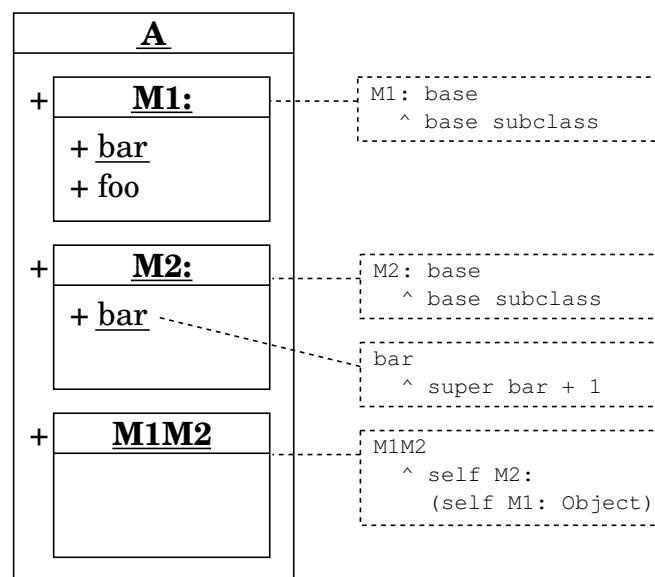 A
+ M1:
+ bar
+ foo
M1: base
^ base subclass
+ M2:
+ bar
M2: base
^ base subclass
bar
^ super bar + 1
+ M1M2
M1M2
^ self M2:
(self M1: Object)